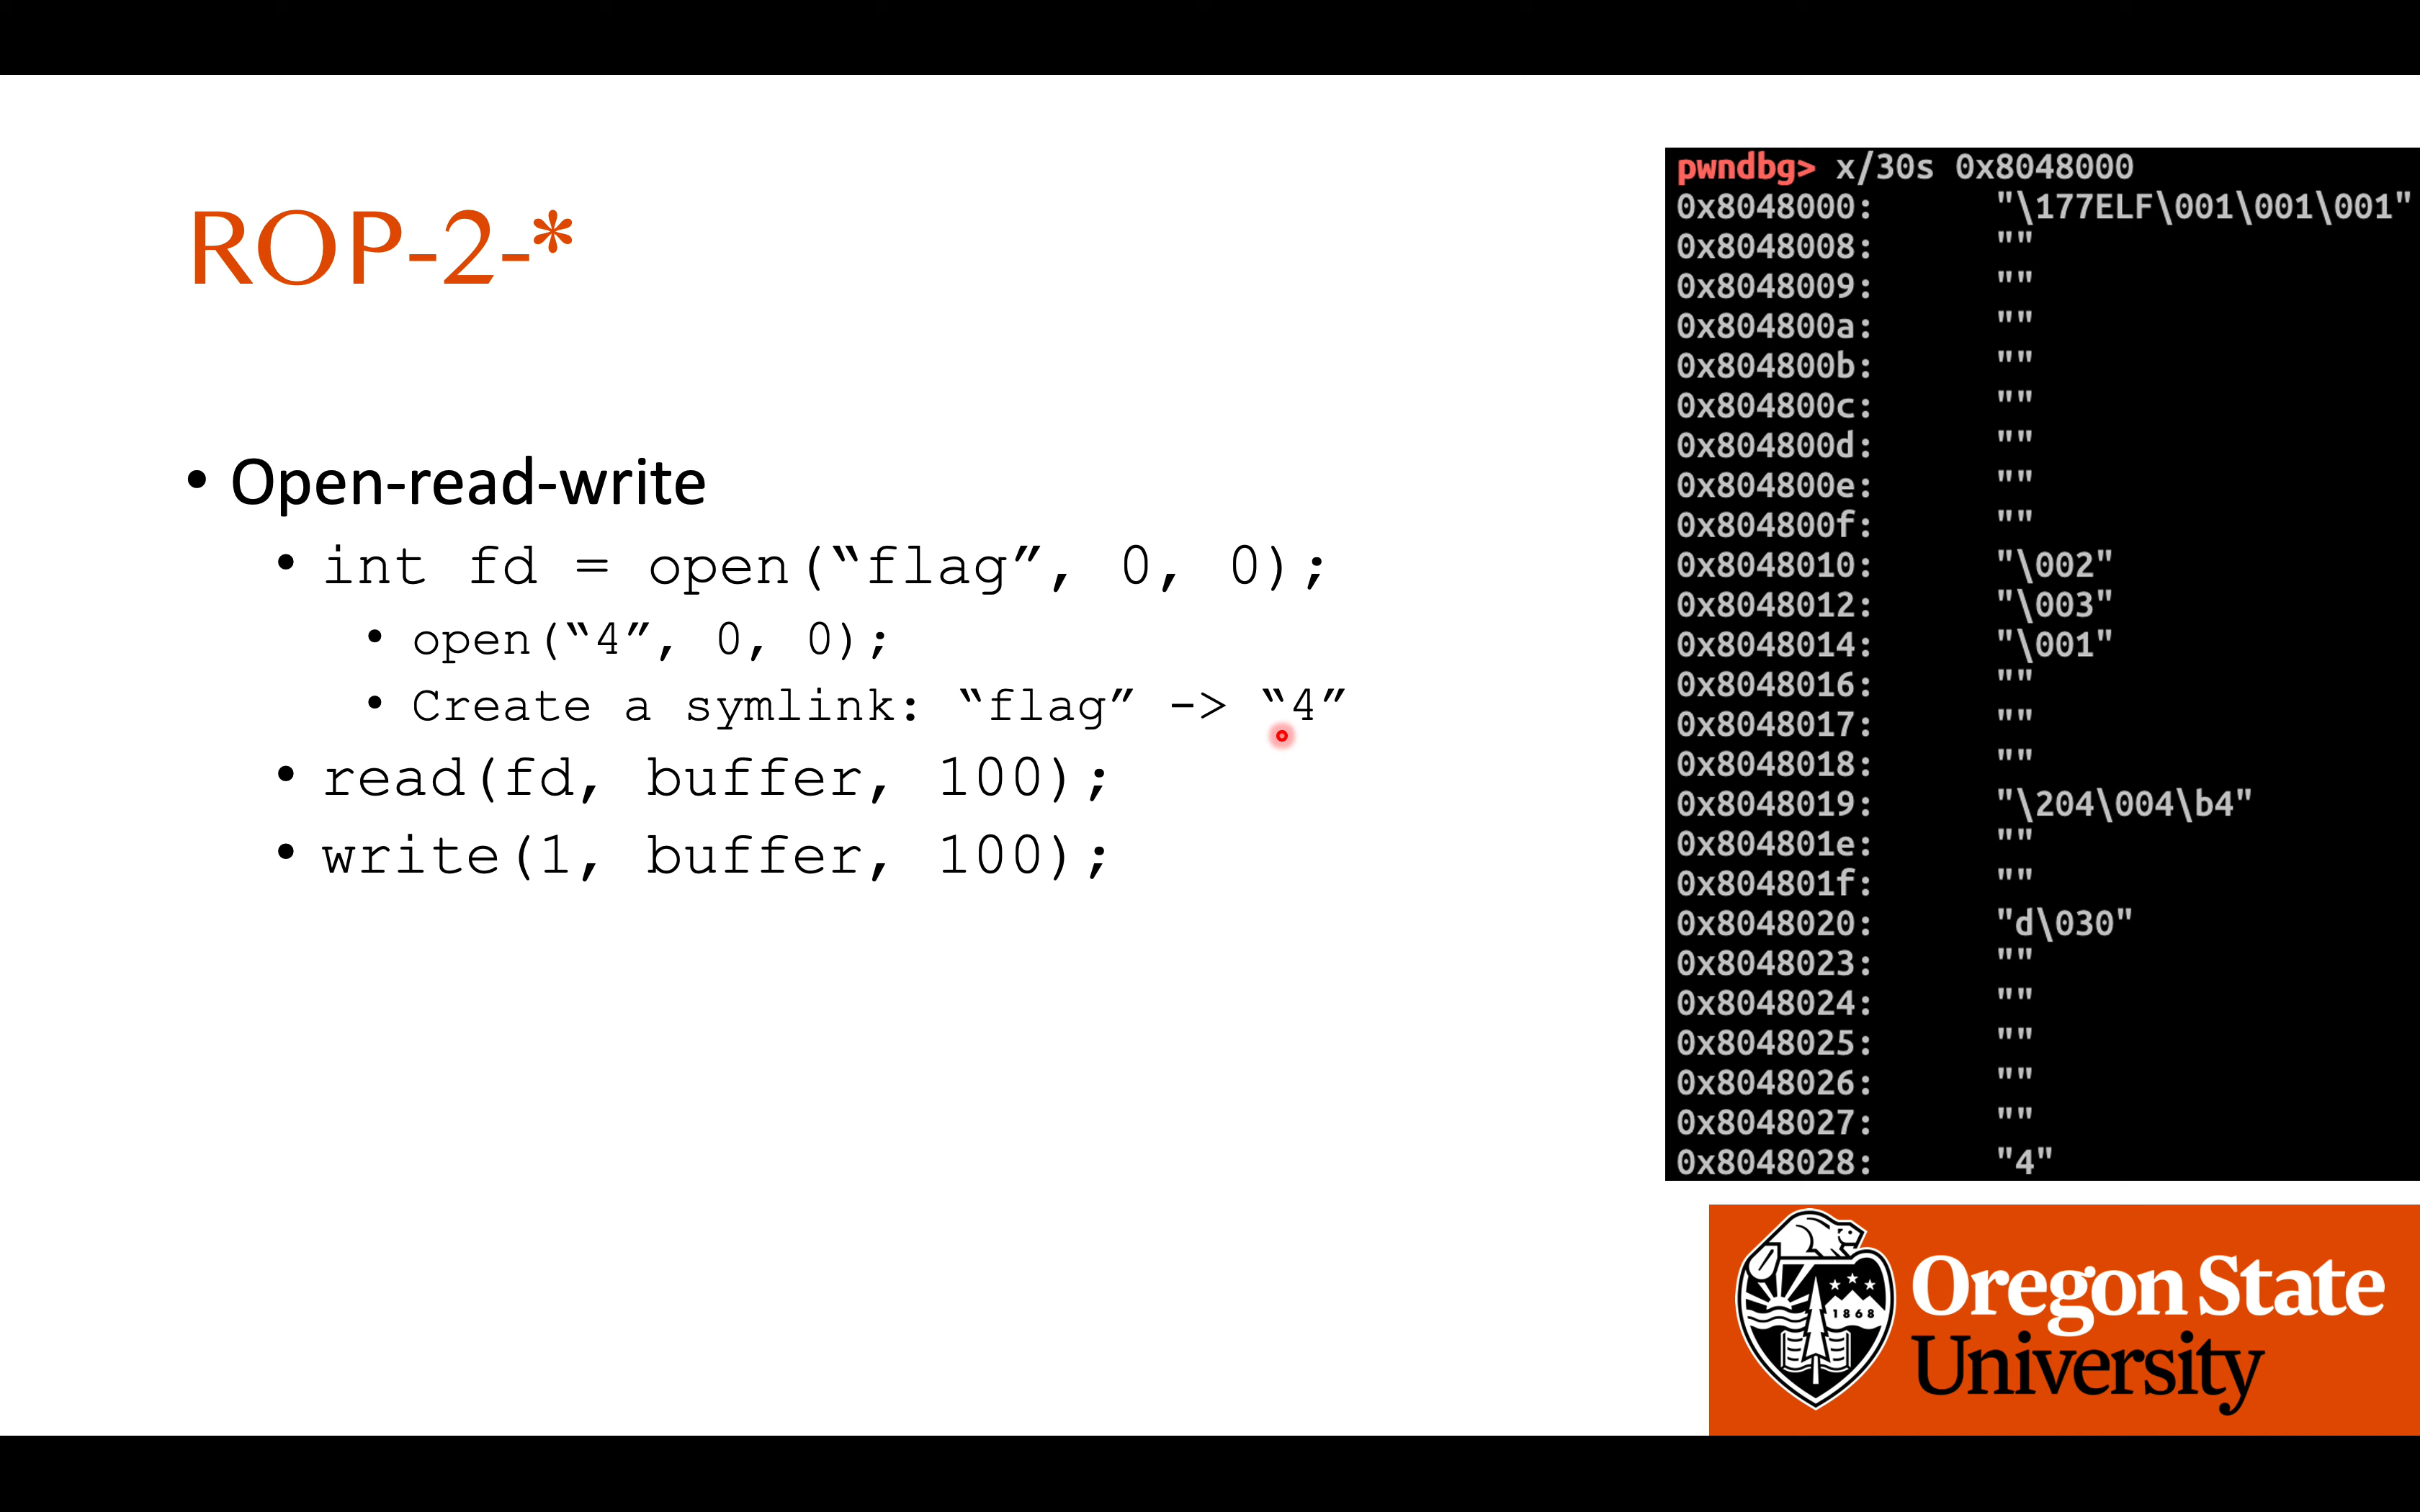 ROP-2-*
• Open-read-write
• int fd = open(“flag”, 0, 0);
• open(“4”, 0, 0);
• Create a symlink: “flag” -> “4”
• read(fd, buffer, 100);
• write(1, buffer, 100);
pwndbg> x/30s 0x8048000
0x8048000: "\177ELF\001\001\001"
0x8048008: ""
0x8048009: ""
0x804800a: ""
0x804800b: ""
0x804800c: ""
0x804800d: ""
0x804800e: ""
0x804800f: ""
0x8048010: "\002"
0x8048012: "\003"
0x8048014: "\001"
0x8048016: ""
0x8048017: ""
0x8048018: ""
0x8048019: "\204\004\b4"
0x804801e: ""
0x804801f: ""
0x8048020: "d\030"
0x8048023: ""
0x8048024: ""
0x8048025: ""
0x8048026: ""
0x8048027: ""
0x8048028: "4"
1868
Oregon State
University